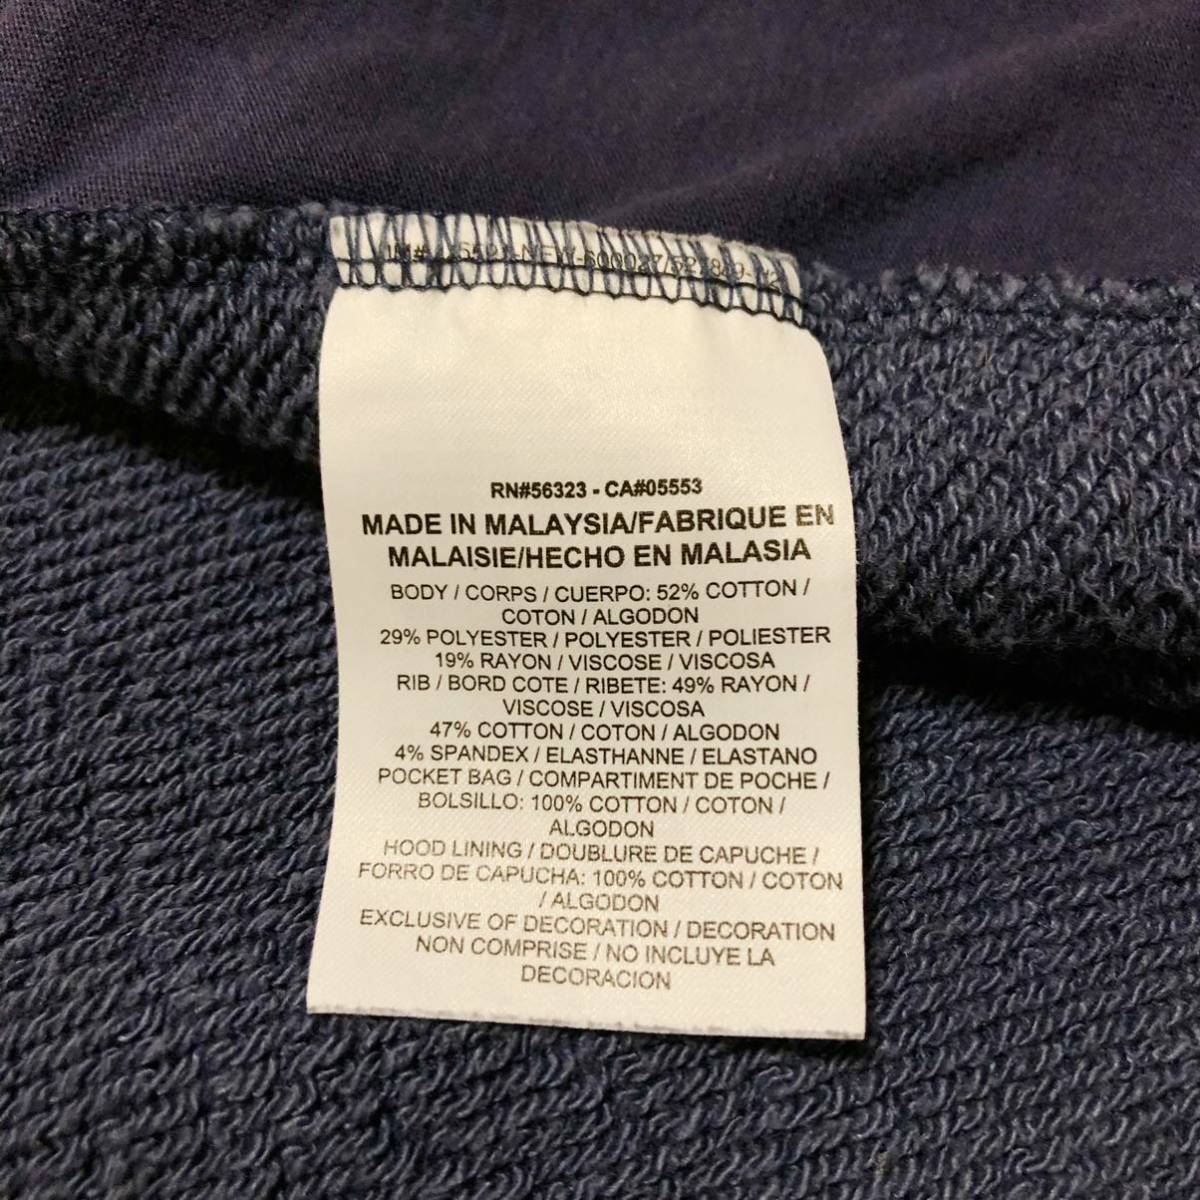 RN#56323 - CA#05553
MADE IN MALAYSIA/FABRIQUE EN
MALAISIE/HECHO EN MALASIA
BODY / CORPS / CUERPO: 52% COTTON /
COTON / ALGODON
29% POLYESTER / POLYESTER / POLIESTER
19% RAYON / VISCOSE / VISCOSA
RIB / BORD COTE / RIBETE: 49% RAYON /
VISCOSE / VISCOSA
47% COTTON / COTON / ALGODON
4% SPANDEX / ELASTHANNE / ELASTANO
POCKET BAG / COMPARTIMENT DE POCHE /
BOLSILLO: 100% COTTON / COTON /
ALGODON
HOOD LINING / DOUBLURE DE CAPUCHE /
FORRO DE CAPUCHA: 100% COTTON / COTON
/ ALGODON
EXCLUSIVE OF DECORATION / DECORATION
NON COMPRISE / NO INCLUYE LA
DECORACION